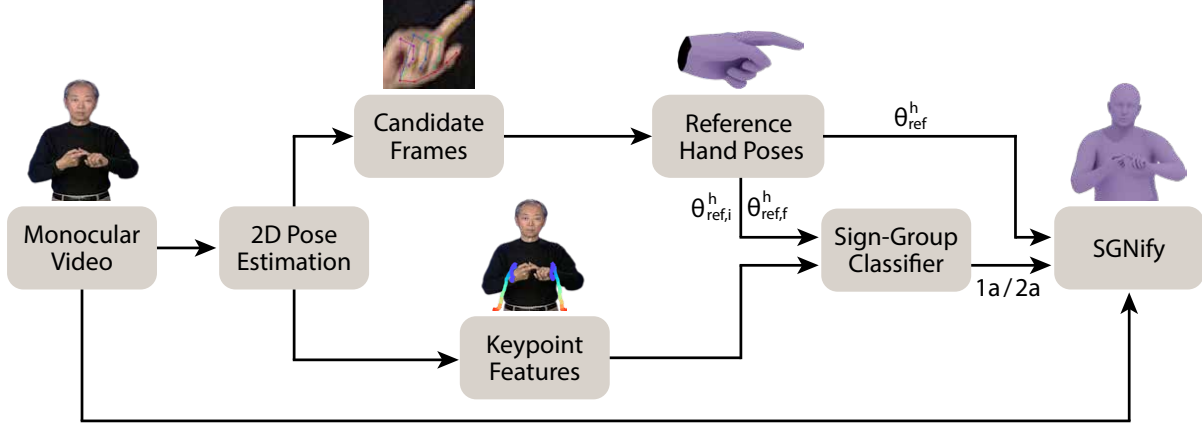 Monocular
Video
2D Pose
Estimation
Candidate
Frames
Reference
Hand Poses
θ^h_ref
θ^h_ref,i
θ^h_ref,f
Keypoint
Features
Sign-Group
Classifier
1a / 2a
SGNify